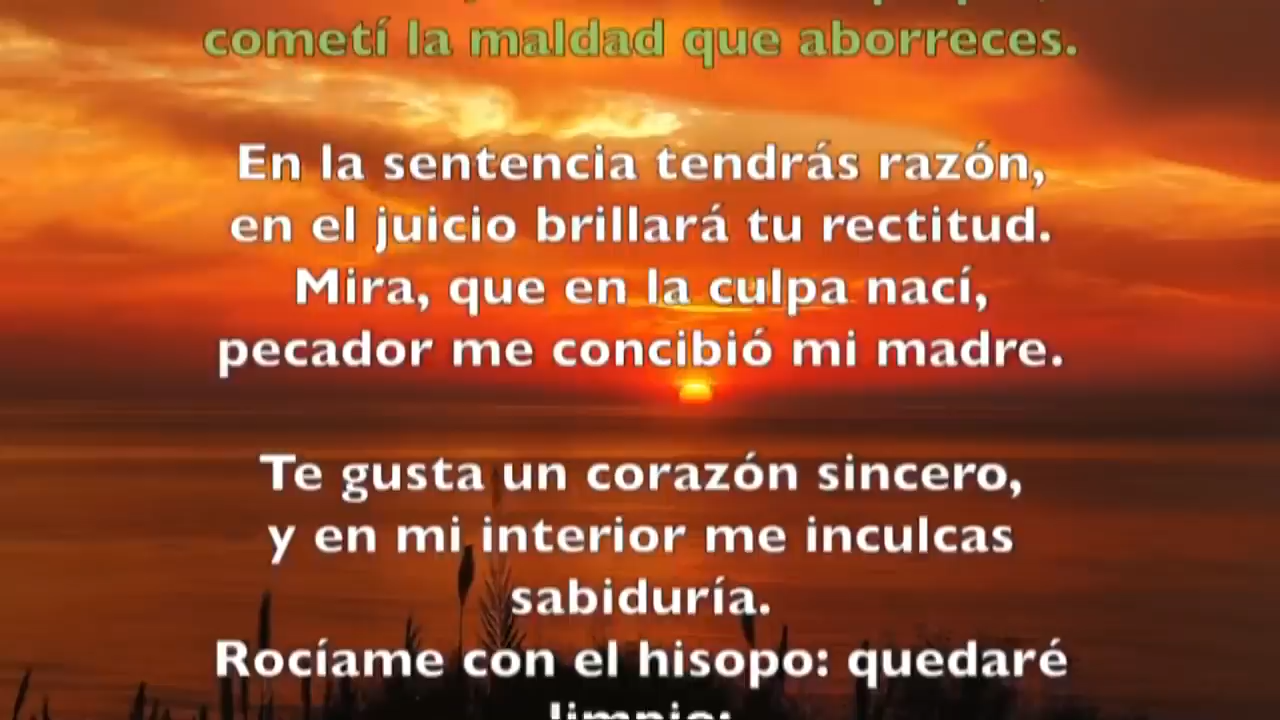 cometí la maldad que aborreces.
En la sentencia tendrás razón,
en el juicio brillará tu rectitud.
Mira, que en la culpa nací,
pecador me concibió mi madre.
Te gusta un corazón sincero,
y en mi interior me inculcas
sabiduría.
Rocíame con el hisopo: quedaré
limpio;